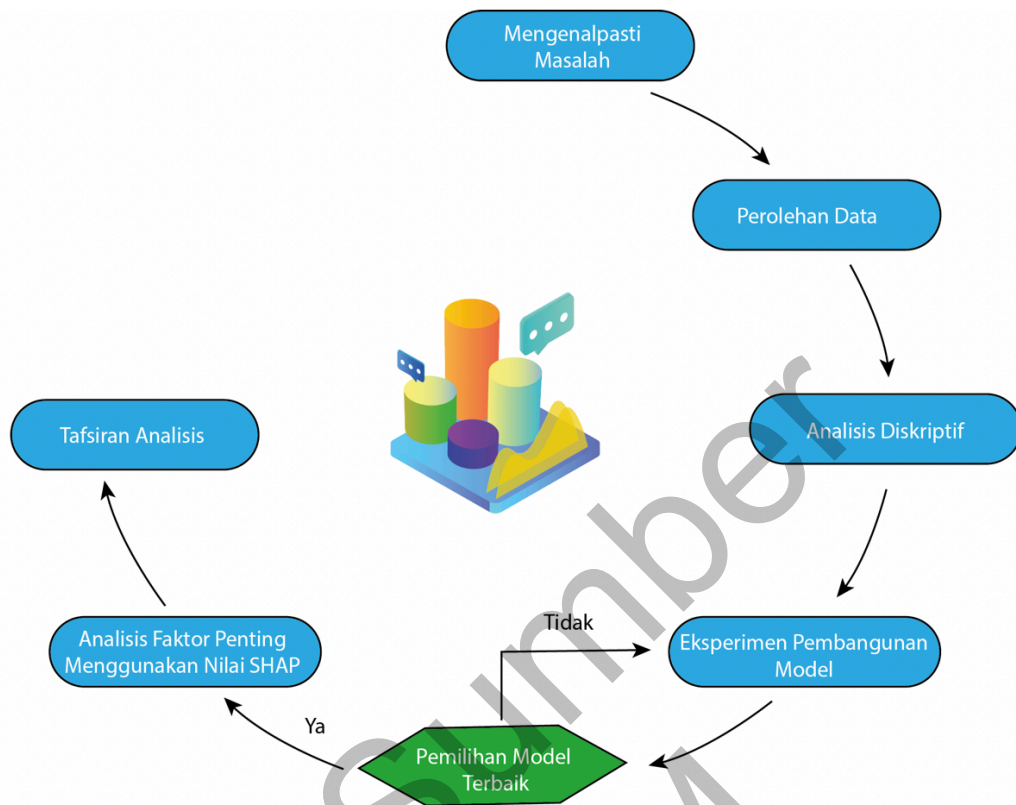 Mengenalpasti
Masalah
Perolehan Data
Analisis Diskriptif
Eksperimen Pembangunan
Model
Tidak
Pemilihan Model
Terbaik
Ya
Analisis Faktor Penting
Menggunakan Nilai SHAP
Tafsiran Analisis
Sumber